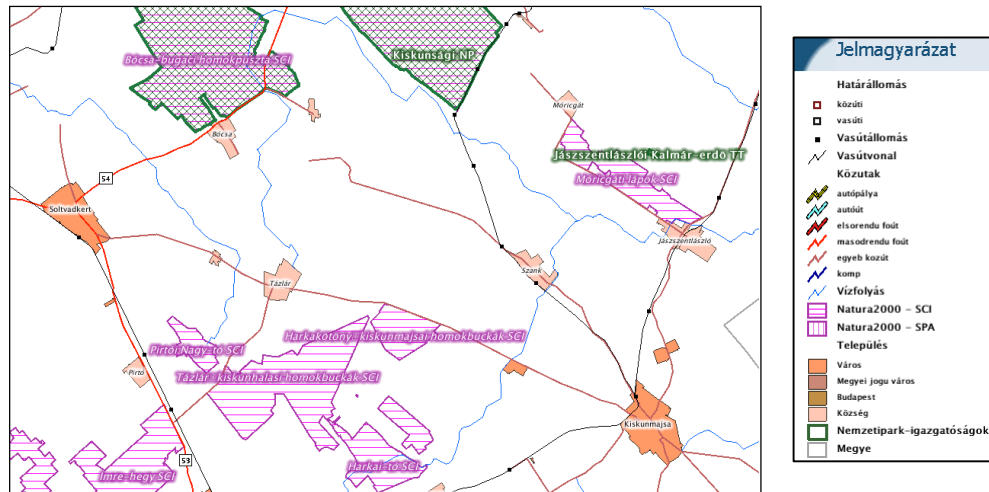 Bócsa-bugaci homokpuszta SCI
Kiskunsági NP
Móricgát
Bócsa
Jászszentlászlói Kalmár-erdo TT
Móricgáti lápok SCI
54
Soltvadkert
Jászszentlászló
Szank
Tázlár
Harkakötönyi-kiskunmajsai homokbuckák SCI
Pirtói Nagy-tó SCI
Pirtó
Tázlár-kiskunhalasi homokbuckák SCI
Kiskunmajsa
53
Harkai-tó SCI
Imre-hegy SCI
Jelmagyarázat
Határállomás
közúti
vasúti
Vasútállomás
Vasútvonal
Közutak
autópálya
autóút
elsorendu foút
masodrendu foút
egyeb kozút
komp
Vízfolyás
Natura2000 - SCI
Natura2000 - SPA
Település
Város
Megyei jogu város
Budapest
Község
Nemzetipark-igazgatóságok
Megye